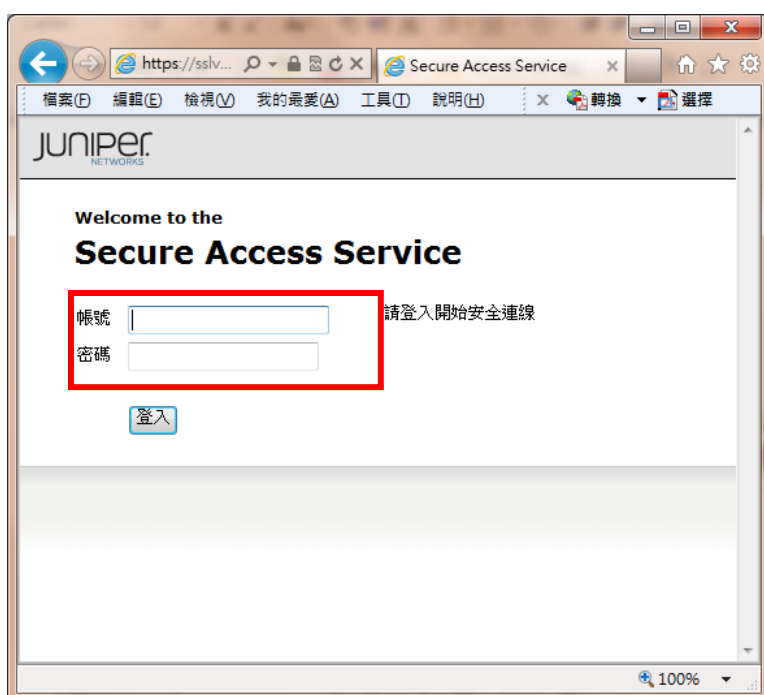 https://sslv...
Secure Access Service
檔案(F) 編輯(E) 檢視(V) 我的最愛(A) 工具(T) 說明(H) x 轉換 選擇
JUNIPEr
NETWORKS
Welcome to the
Secure Access Service
帳號 請登入開始安全連線
密碼
登入
100%